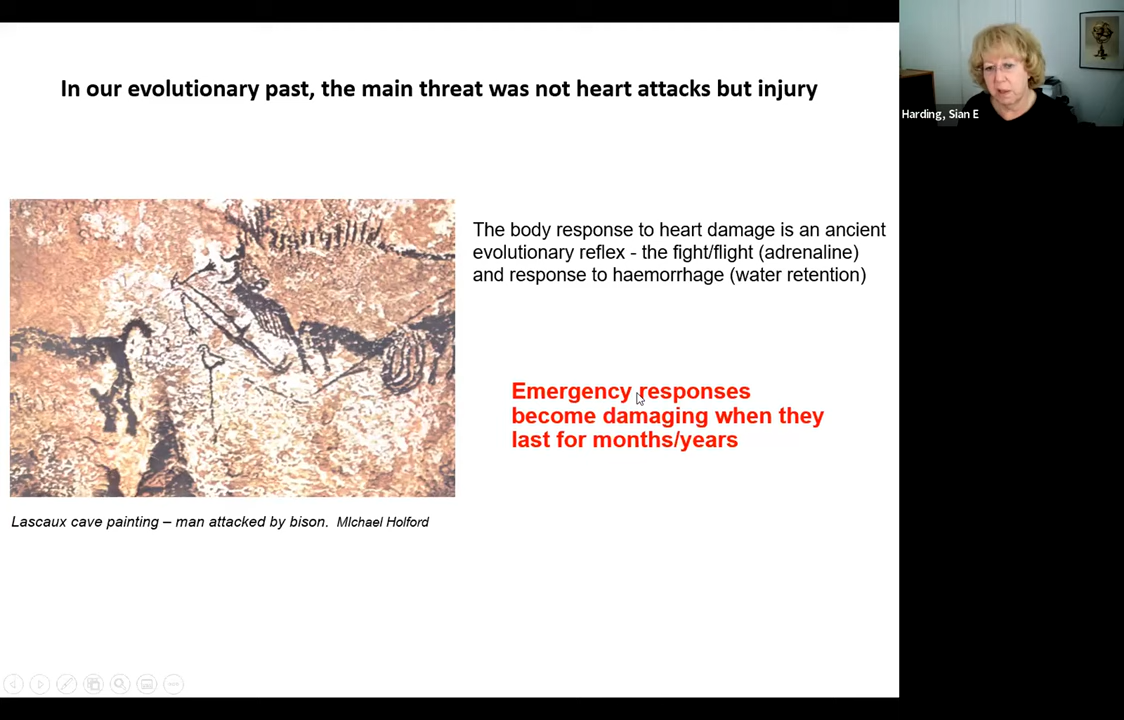 In our evolutionary past, the main threat was not heart attacks but injury
Harding, Sian E
The body response to heart damage is an ancient
evolutionary reflex - the fight/flight (adrenaline)
and response to haemorrhage (water retention)
Emergency responses
become damaging when they
last for months/years
Lascaux cave painting – man attacked by bison. MIchael Holford